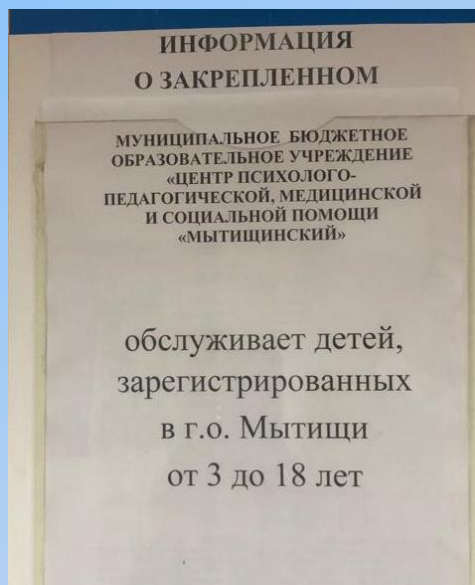 ИНФОРМАЦИЯ
О ЗАКРЕПЛЕННОМ
МУНИЦИПАЛЬНОЕ БЮДЖЕТНОЕ
ОБРАЗОВАТЕЛЬНОЕ УЧРЕЖДЕНИЕ
«ЦЕНТР ПСИХОЛОГО-
ПЕДАГОГИЧЕСКОЙ, МЕДИЦИНСКОЙ
И СОЦИАЛЬНОЙ ПОМОЩИ
«МЫТИЩИНСКИЙ»
обслуживает детей,
зарегистрированных
в г.о. Мытищи
от 3 до 18 лет